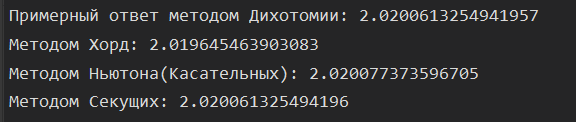 Примерный ответ методом Дихотомии: 2.0200613254941957
Методом Хорд: 2.019645463903083
Методом Ньютона(Касательных): 2.020077373596705
Методом Секущих: 2.020061325494196